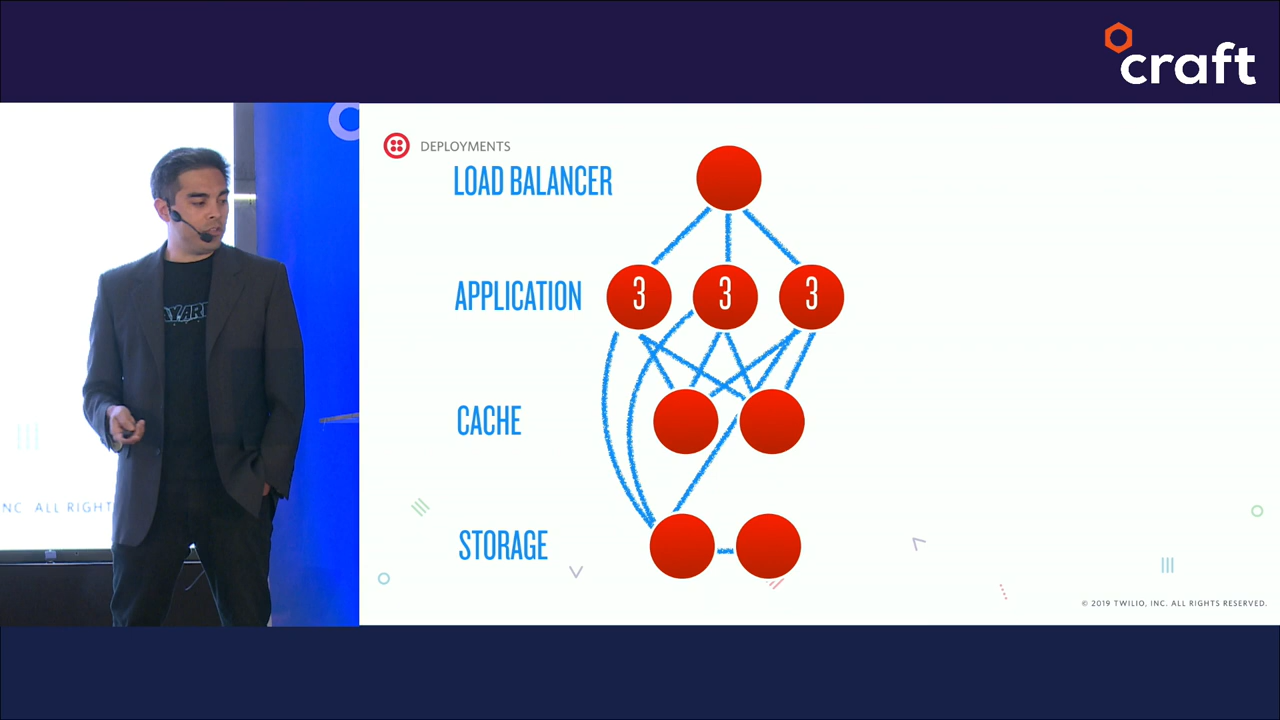 craft
DEPLOYMENTS
LOAD BALANCER
APPLICATION
3 3 3
CACHE
STORAGE
NC. ALL RIGHT
© 2019 TWILIO, INC. ALL RIGHTS RESERVED.